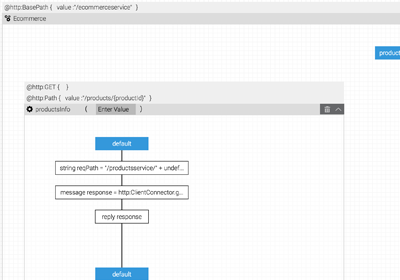 @http:BasePath { value:"/ecommerceservice" }
Ecommerce
produc
@http:GET { }
@http:Path { value:"/products/{productId}" }
productsInfo { Enter Value }
default
string reqPath = "/productsservice/" + undef...
message response = http:ClientConnector.g...
reply response
default